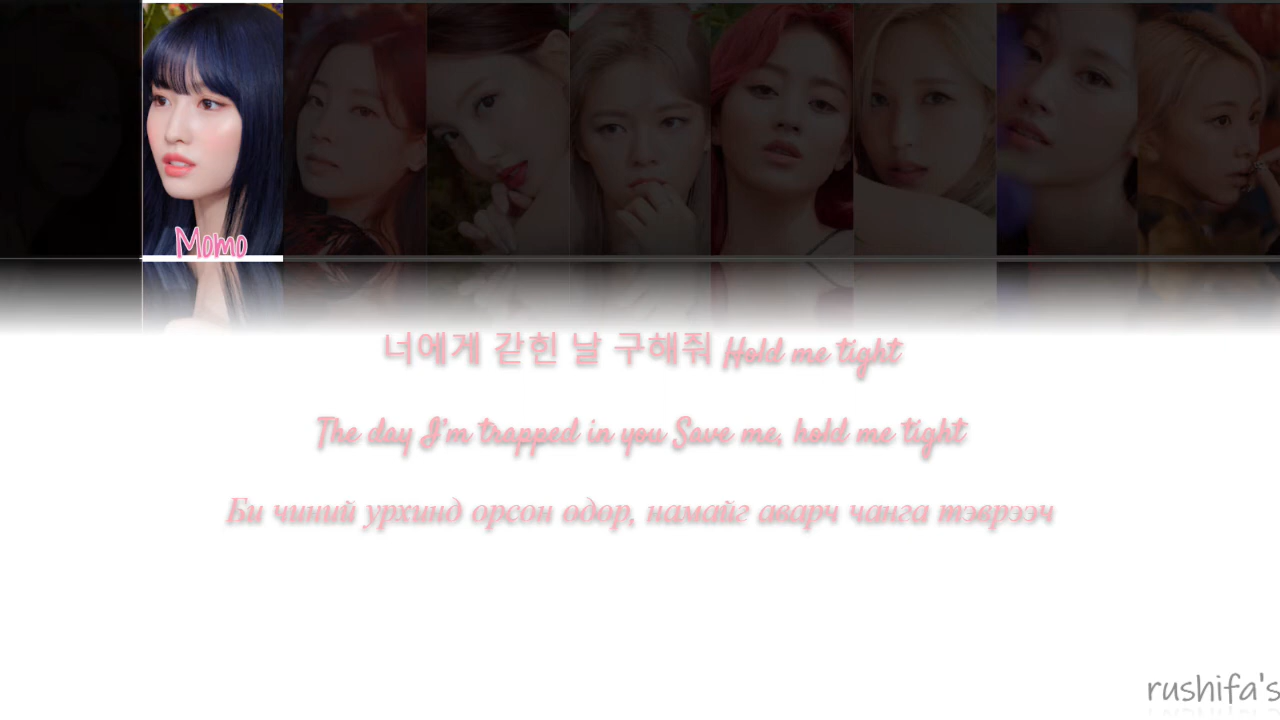 Momo
너에게 갇힌 날 구해줘 Hold me tight
The day I'm trapped in you Save me, hold me tight
Би чиний урхинд орсон өдөр, намайг аварч чанга тэврээч
rushifa's